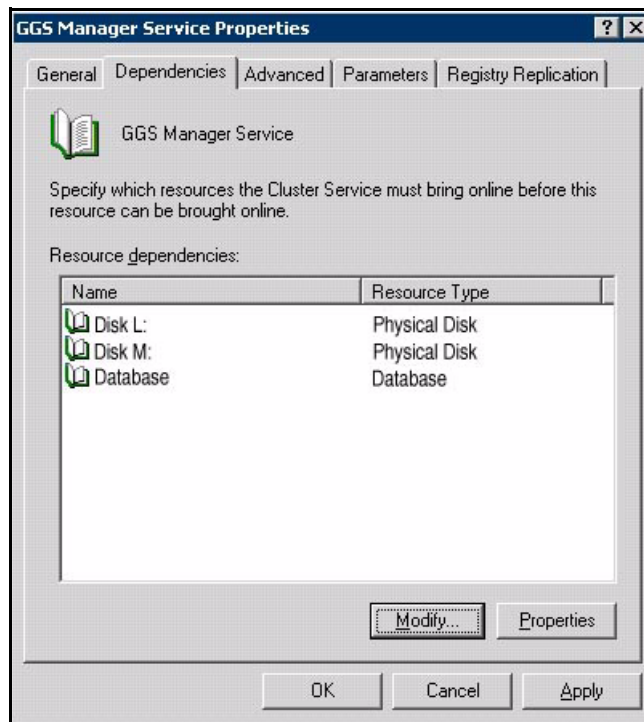 GGS Manager Service Properties ? X
General Dependencies Advanced Parameters Registry Replication
GGS Manager Service
Specify which resources the Cluster Service must bring online before this
resource can be brought online.
Resource dependencies:
Name Resource Type
Disk L: Physical Disk
Disk M: Physical Disk
Database Database
Modify... Properties
OK Cancel Apply